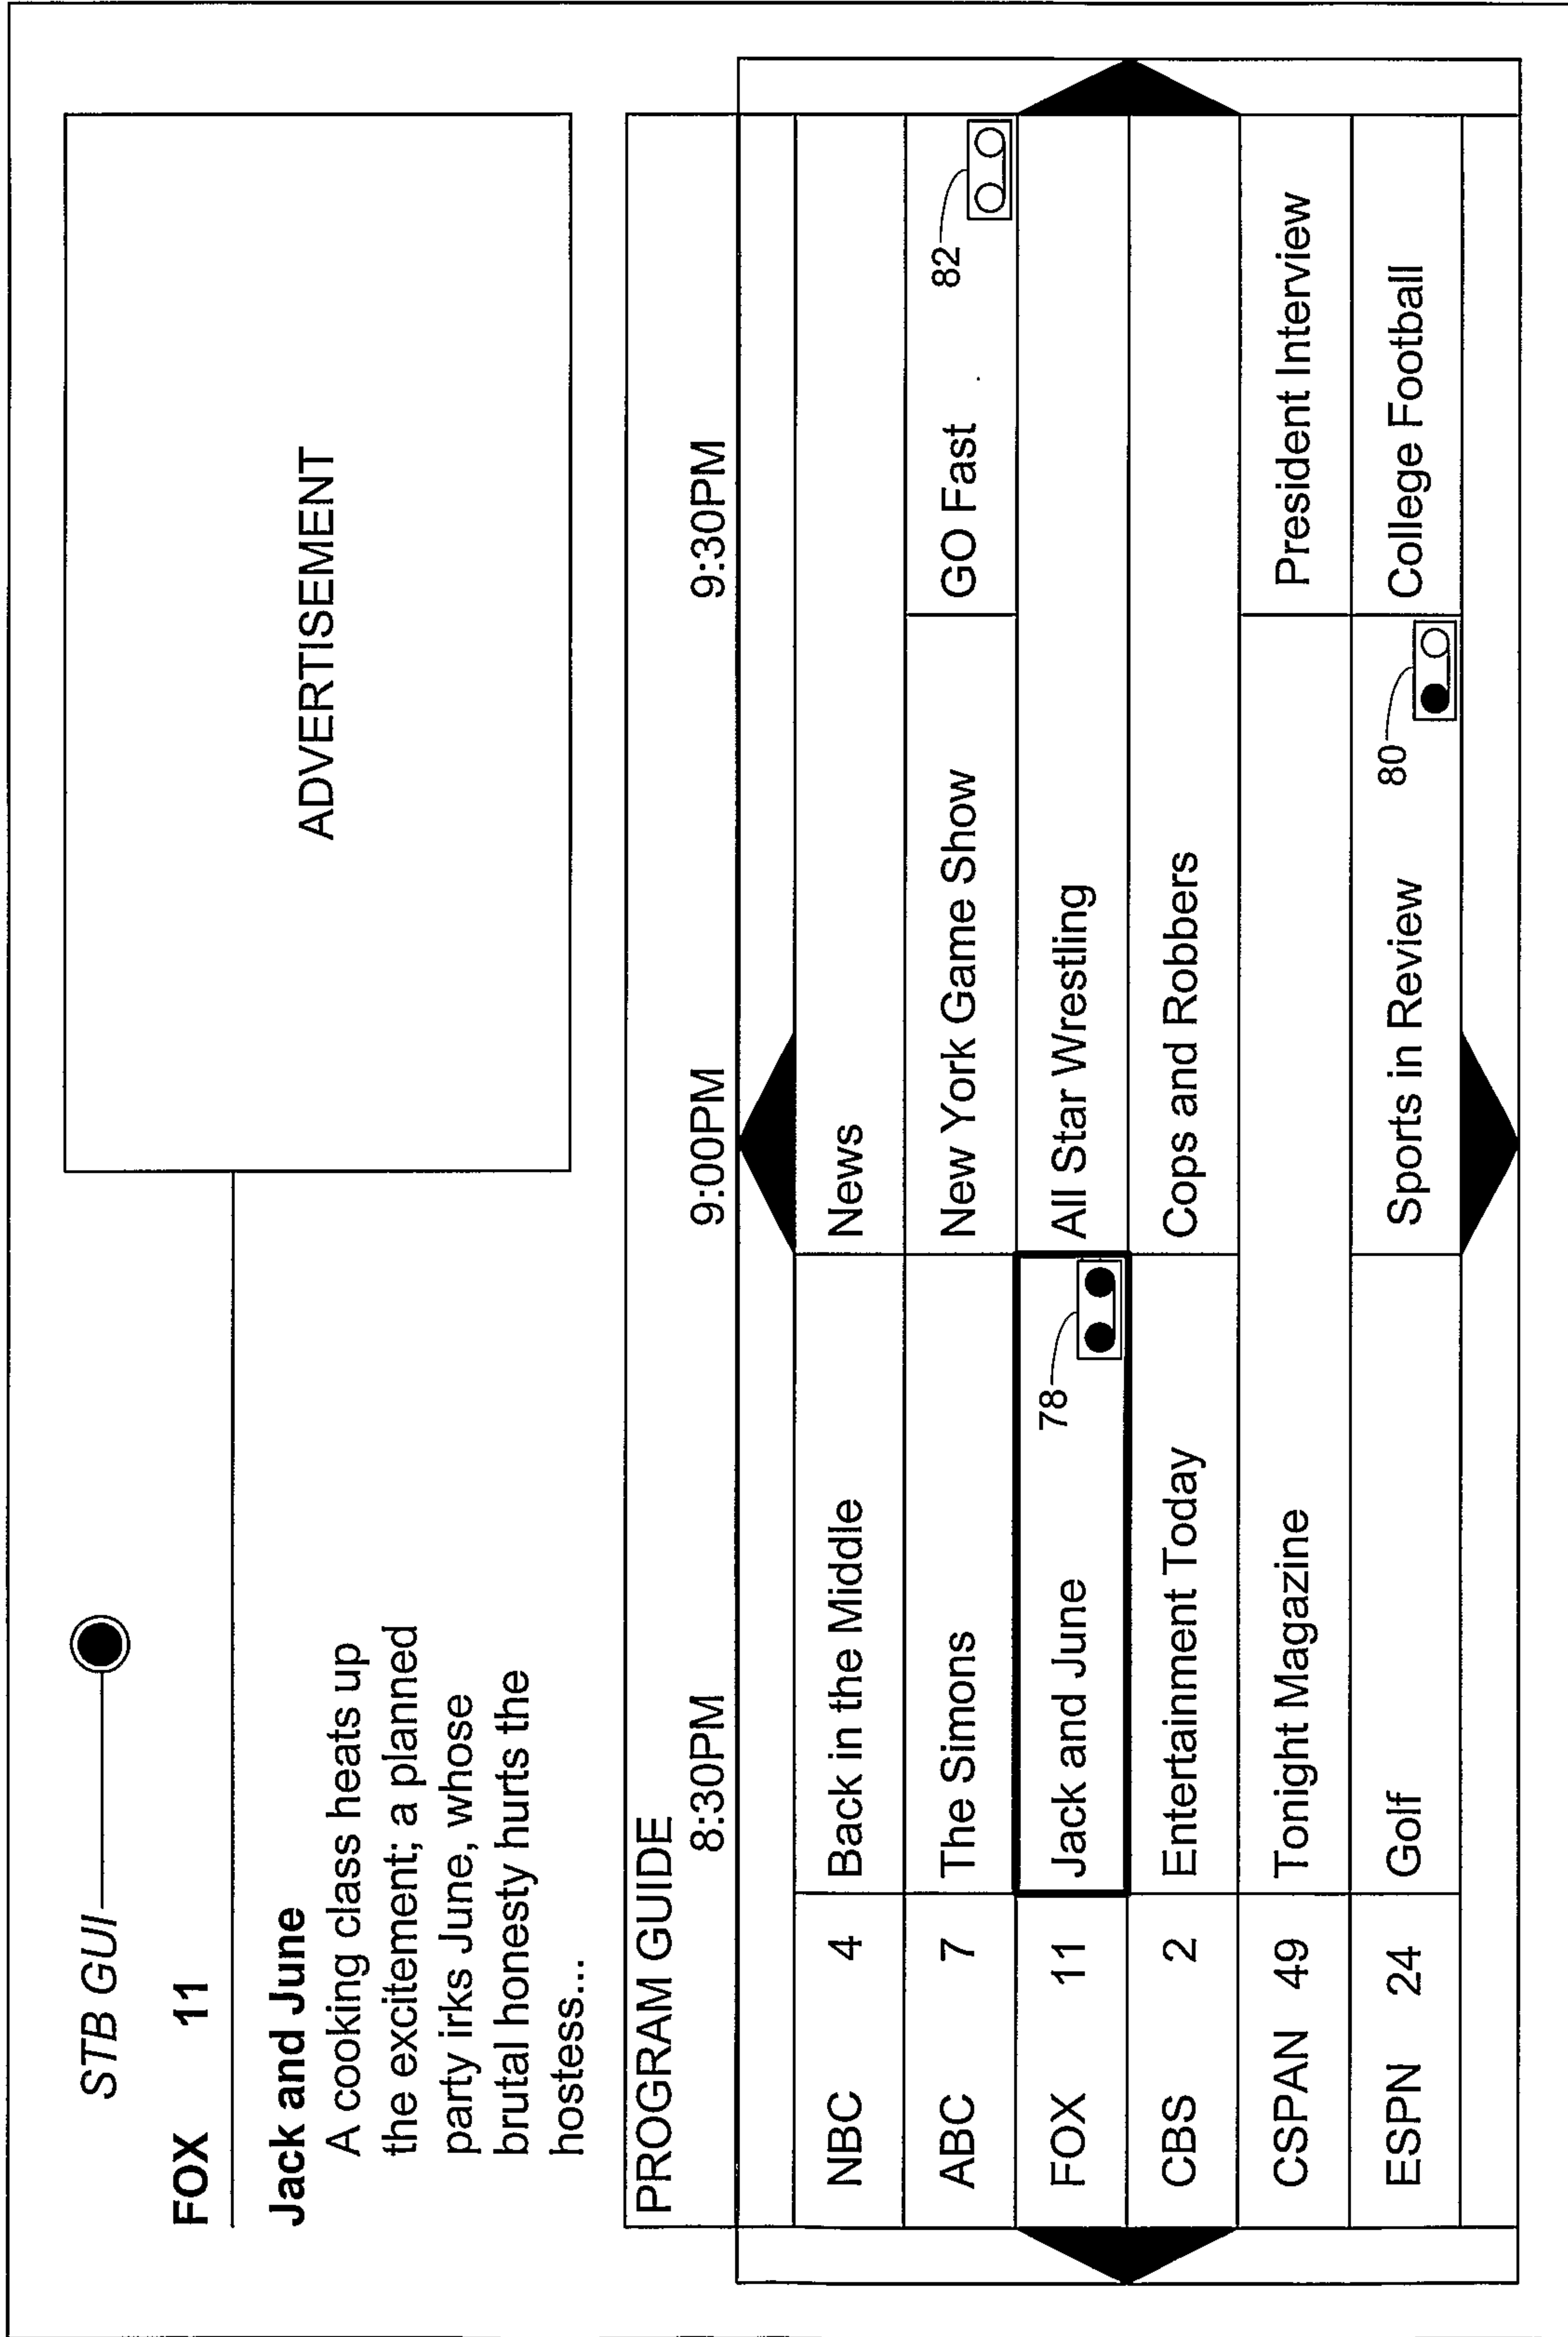 STB GUI
FOX 11
Jack and June
A cooking class heats up
the excitement; a planned
party irks June, whose
brutal honesty hurts the
hostess...
ADVERTISEMENT
PROGRAM GUIDE
8:30PM 9:00PM 9:30PM
NBC 4 Back in the Middle News
ABC 7 The Simons New York Game Show GO Fast 82
FOX 11 Jack and June 78 All Star Wrestling
CBS 2 Entertainment Today Cops and Robbers
CSPAN 49 Tonight Magazine President Interview
ESPN 24 Golf Sports in Review 80 College Football